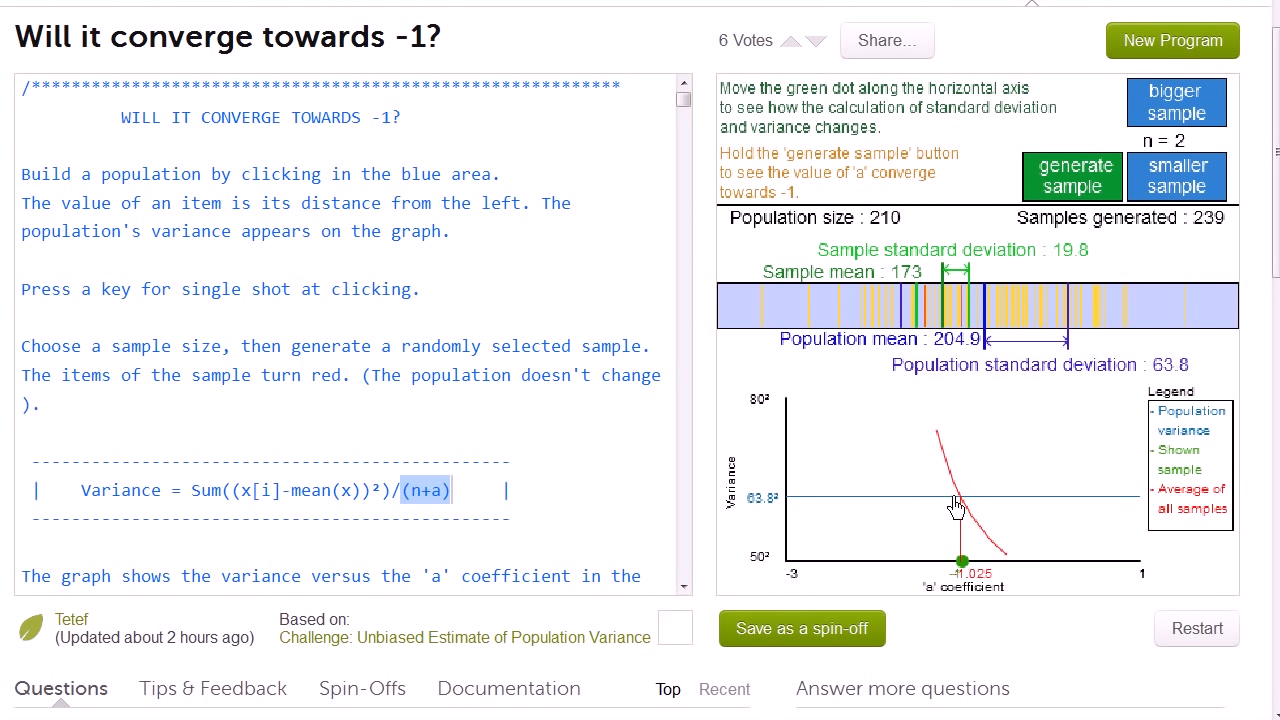 Will it converge towards -1?
6 Votes
Share...
New Program
/***********************************************************
WILL IT CONVERGE TOWARDS -1?
Build a population by clicking in the blue area.
The value of an item is its distance from the left. The
population's variance appears on the graph.
Press a key for single shot at clicking.
Choose a sample size, then generate a randomly selected sample.
The items of the sample turn red. (The population doesn't change
).
------------------------------------------------
| Variance = Sum((x[i]-mean(x))²)/(n+a) |
------------------------------------------------
The graph shows the variance versus the 'a' coefficient in the
Move the green dot along the horizontal axis
to see how the calculation of standard deviation
and variance changes.
Hold the 'generate sample' button
to see the value of 'a' converge
towards -1.
bigger
sample
n = 2
generate
sample
smaller
sample
Population size : 210
Samples generated : 239
Sample standard deviation : 19.8
Sample mean : 173
Population mean : 204.9
Population standard deviation : 63.8
80²
63.8²
50²
Variance
-3
1
'a' coefficient
Legend
- Population
variance
- Shown
sample
- Average of
all samples
Tetef
(Updated about 2 hours ago)
Based on:
Challenge: Unbiased Estimate of Population Variance
Save as a spin-off
Restart
Questions
Tips & Feedback
Spin-Offs
Documentation
Top
Recent
Answer more questions